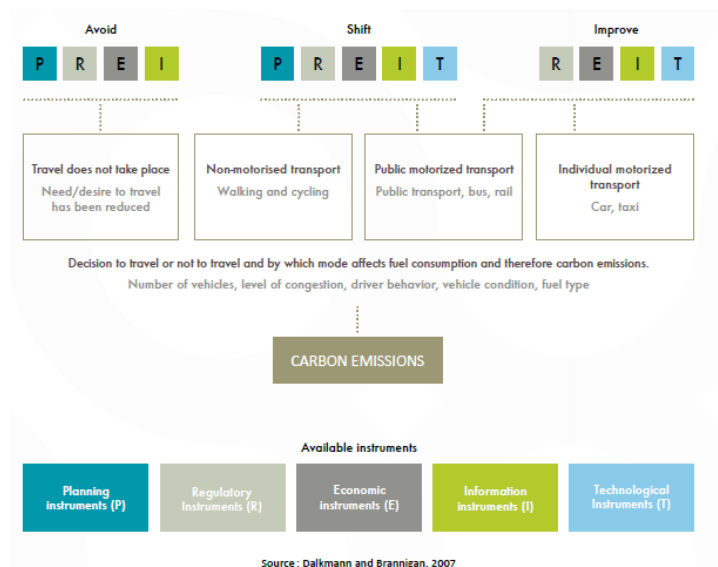 Avoid
Shift
Improve
P R E I
P R E I T
R E I T
Travel does not take place
Need/desire to travel
has been reduced
Non-motorised transport
Walking and cycling
Public motorized transport
Public transport, bus, rail
Individual motorized
transport
Car, taxi
Decision to travel or not to travel and by which mode affects fuel consumption and therefore carbon emissions.
Number of vehicles, level of congestion, driver behavior, vehicle condition, fuel type
CARBON EMISSIONS
Available instruments
Planning
instruments (P)
Regulatory
Instruments (R)
Economic
instruments (E)
Information
instruments (I)
Technological
Instruments (T)
Source: Dalkmann and Brannigan, 2007